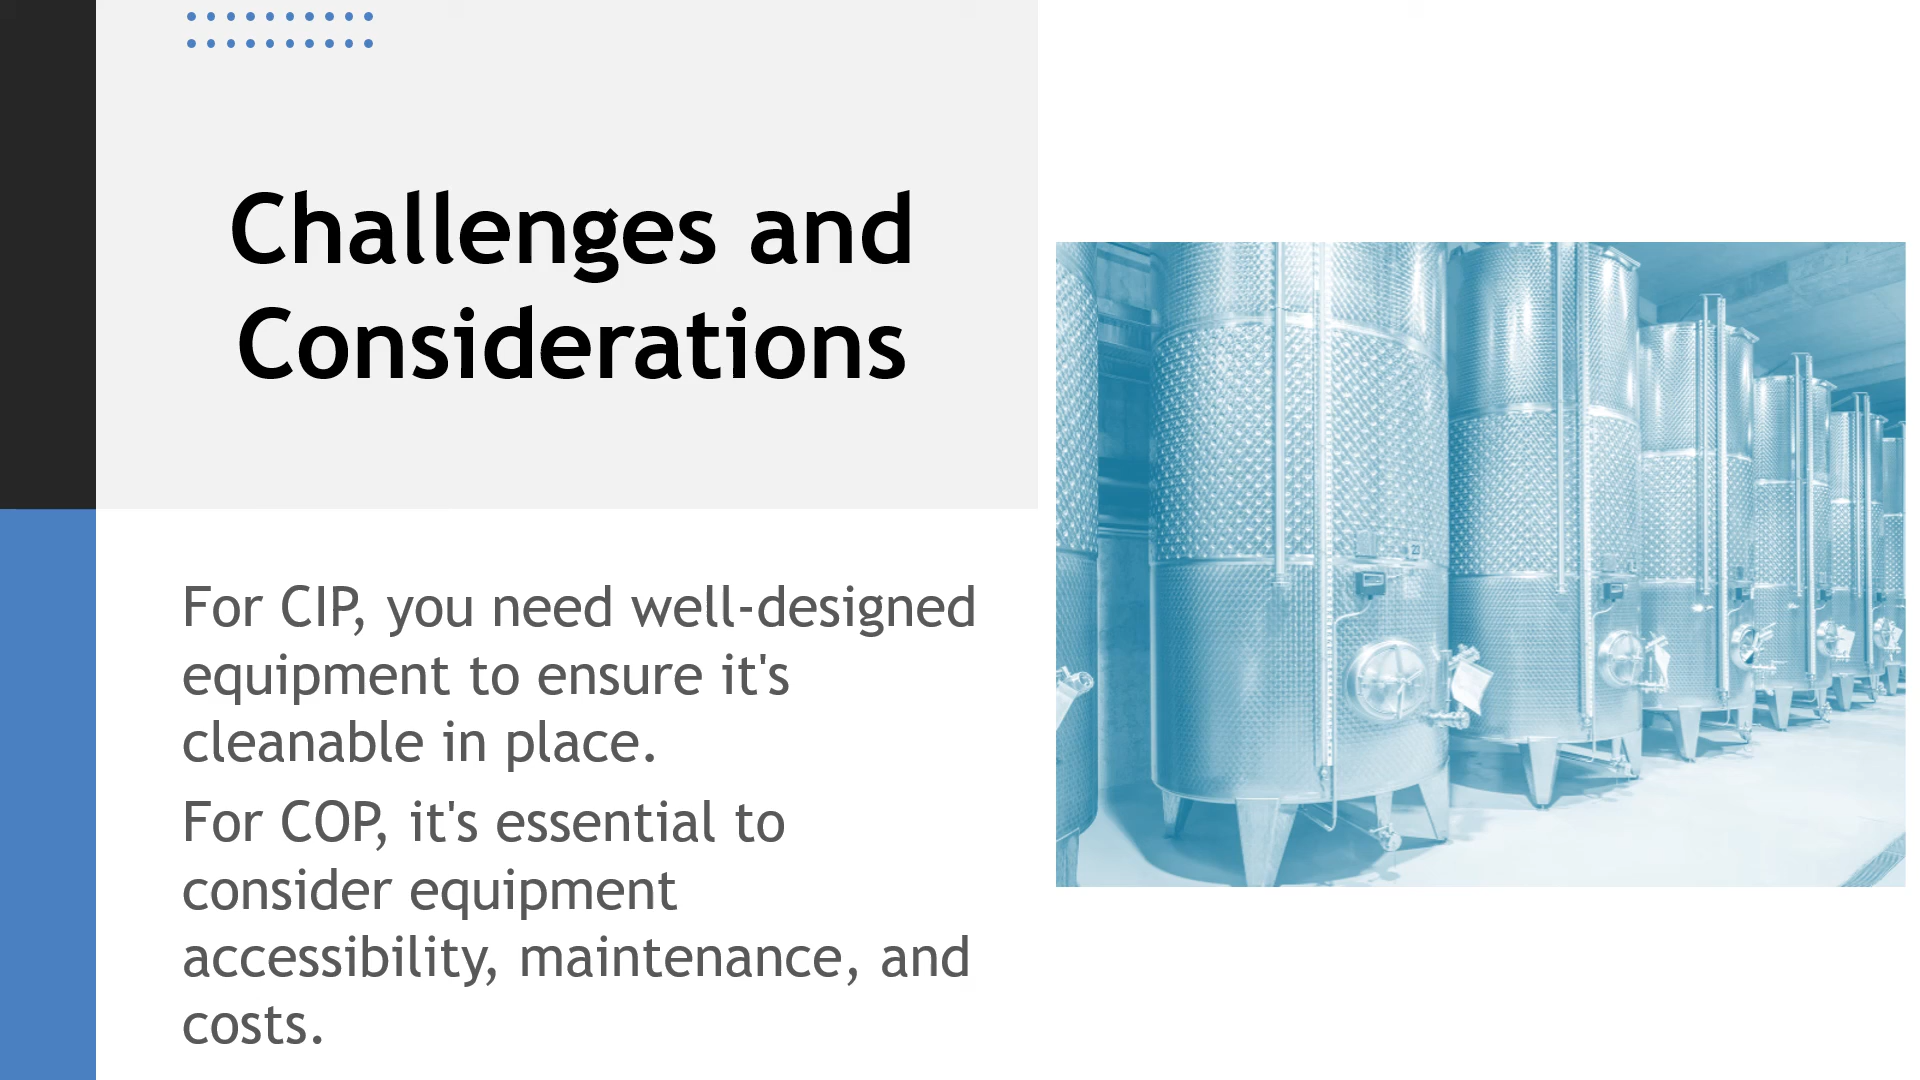 Challenges and
Considerations
For CIP, you need well-designed
equipment to ensure it's
cleanable in place.
For COP, it's essential to
consider equipment
accessibility, maintenance, and
costs.